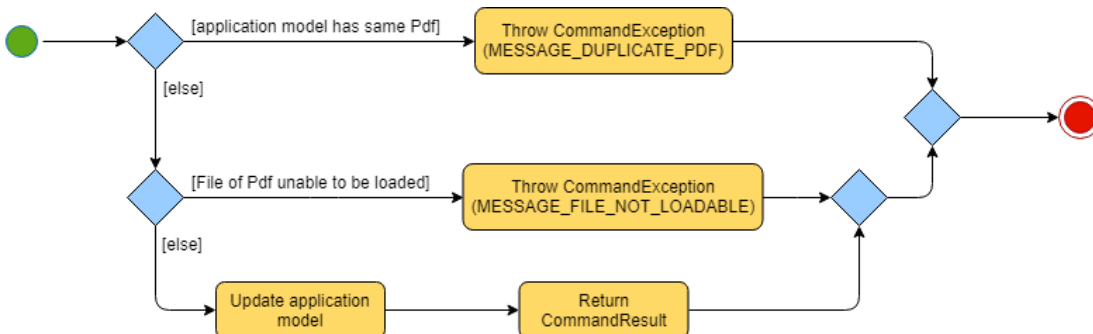 [application model has same Pdf]
Throw CommandException
(MESSAGE_DUPLICATE_PDF)
[else]
[File of Pdf unable to be loaded]
Throw CommandException
(MESSAGE_FILE_NOT_LOADABLE)
[else]
Update application
model
Return
CommandResult